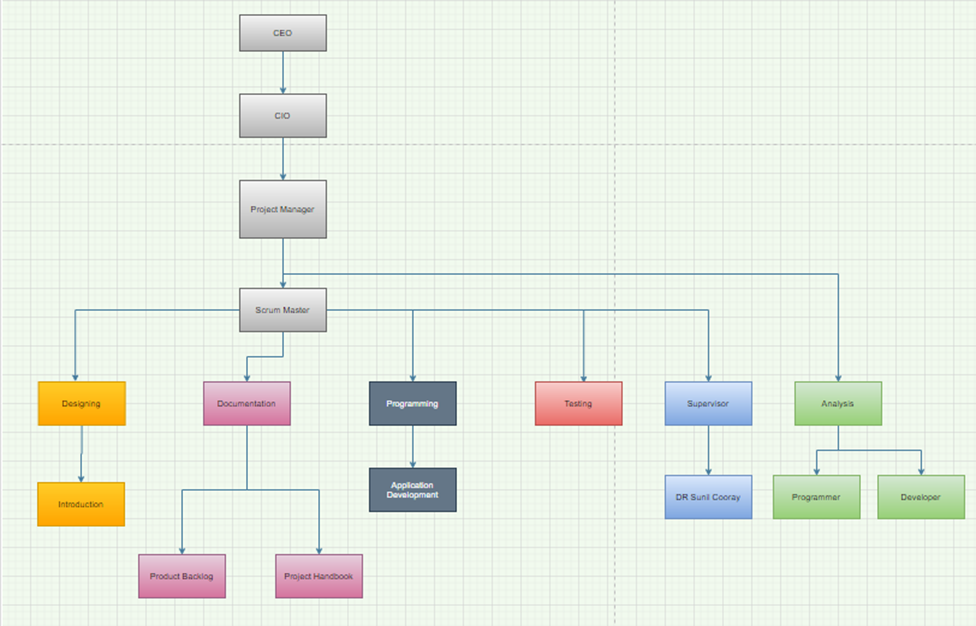 CEO
CIO
Project Manager
Scrum Master
Designing
Documentation
Programming
Testing
Supervisor
Analysis
Introduction
Application
Development
DR Sunil Cooray
Programmer
Developer
Product Backlog
Project Handbook